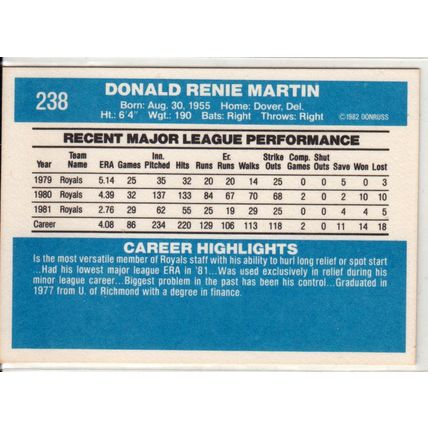 238
DONALD RENIE MARTIN
Born: Aug. 30, 1955 Home: Dover, Del.
Ht.: 6'4" Wgt.: 190 Bats: Right Throws: Right ©1982 DONRUSS
RECENT MAJOR LEAGUE PERFORMANCE
Year Team Name ERA Games Inn. Pitched Hits Runs Er. Runs Walks Strike Outs Comp. Games Shut Outs Save Won Lost
1979 Royals 5.14 25 35 32 20 20 14 25 0 0 5 0 3
1980 Royals 4.39 32 137 133 84 67 70 68 2 0 2 10 10
1981 Royals 2.76 29 62 55 25 19 29 25 0 0 4 4 5
Career 4.08 86 234 220 129 106 113 118 2 0 11 14 18
CAREER HIGHLIGHTS
Is the most versatile member of Royals staff with his ability to hurl long relief or spot start
...Had his lowest major league ERA in '81...Was used exclusively in relief during his
minor league career...Biggest problem in the past has been his control...Graduated in
1977 from U. of Richmond with a degree in finance.